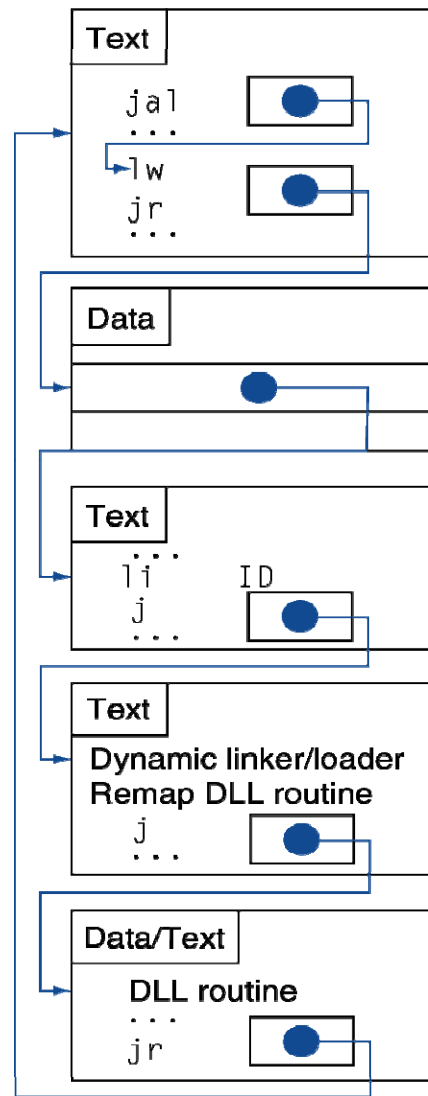 Text
jal
...
lw
jr
...
Data
Text
...
li ID
j
...
Text
Dynamic linker/loader
Remap DLL routine
j
...
Data/Text
DLL routine
...
jr